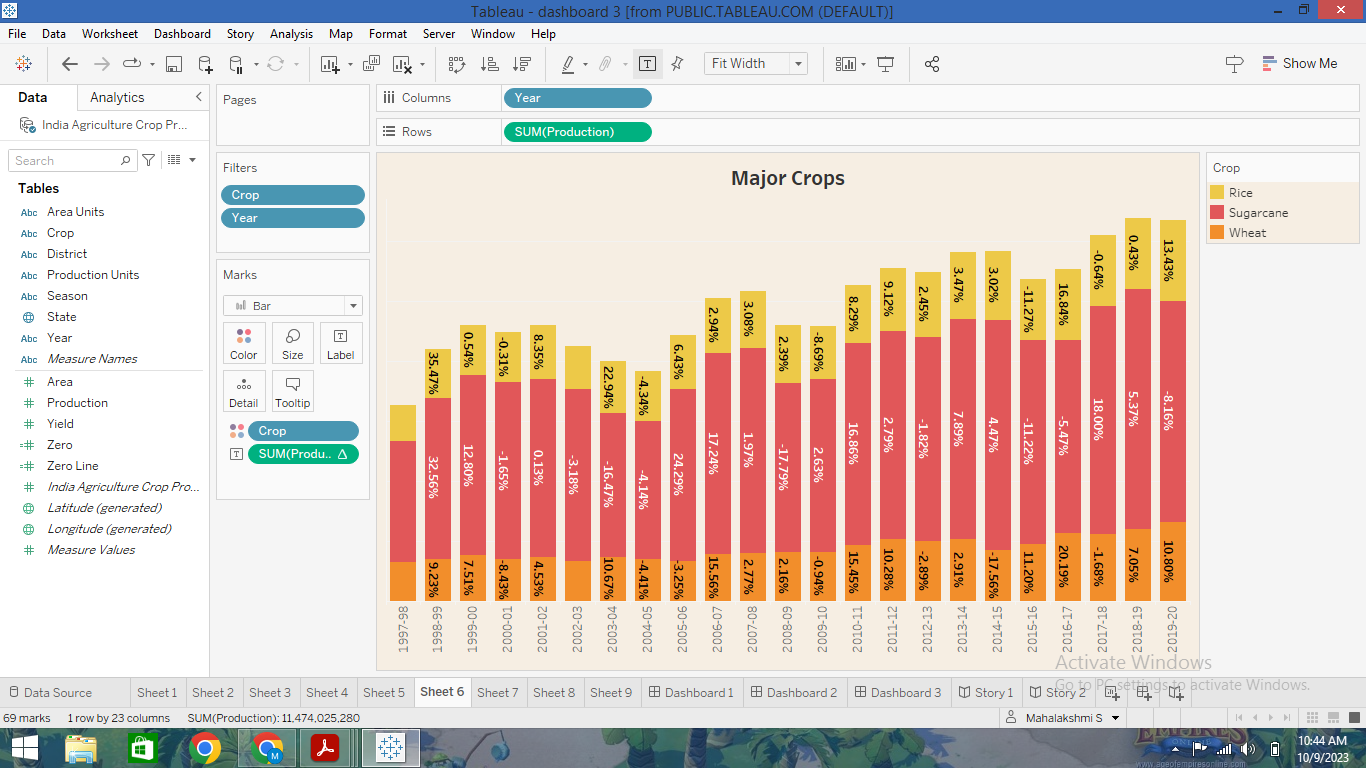 Tableau - dashboard 3 [from PUBLIC.TABLEAU.COM (DEFAULT)]
File Data Worksheet Dashboard Story Analysis Map Format Server Window Help
Fit Width
Show Me
Data Analytics
India Agriculture Crop Pr...
Search
Tables
Abc Area Units
Abc Crop
Abc District
Abc Production Units
Abc Season
State
Abc Year
Abc Measure Names
Area
Production
Yield
Zero
Zero Line
India Agriculture Crop Pro...
Latitude (generated)
Longitude (generated)
Measure Values
Pages
Filters
Crop
Year
Marks
Bar
Color Size Label
Detail Tooltip
Crop
SUM(Produ.. Δ
Columns Year
Rows SUM(Production)
Major Crops
35.47% 0.54% -0.31% 8.35% 22.94% -4.34% 6.43% 2.94% 3.08% 2.39% -8.69% 8.29% 9.12% 2.45% 3.47% 3.02% -11.27% 16.84% -0.64% 0.43% 13.43%
32.56% 12.80% -1.65% 0.13% -3.18% -16.47% -4.14% 24.29% 17.24% 1.97% -17.79% 2.63% 16.86% 2.79% -1.82% 7.89% 4.47% -11.22% -5.47% 18.00% 5.37% -8.16%
9.23% 7.51% -8.43% 4.53% 10.67% -4.41% -3.25% 15.56% 2.77% 2.16% -0.94% 15.45% 10.28% -2.89% 2.91% -17.56% 11.20% 20.19% -1.68% 7.05% 10.80%
1997-98 1998-99 1999-00 2000-01 2001-02 2002-03 2003-04 2004-05 2005-06 2006-07 2007-08 2008-09 2009-10 2010-11 2011-12 2012-13 2013-14 2014-15 2015-16 2016-17 2017-18 2018-19 2019-20
Crop
Rice
Sugarcane
Wheat
Activate Windows
Go to PC settings to activate Windows.
Data Source Sheet 1 Sheet 2 Sheet 3 Sheet 4 Sheet 5 Sheet 6 Sheet 7 Sheet 8 Sheet 9 Dashboard 1 Dashboard 2 Dashboard 3 Story 1 Story 2
69 marks 1 row by 23 columns SUM(Production): 11,474,025,280
Mahalakshmi S
M
10:44 AM
10/9/2023
www.ageofempiresonline.com